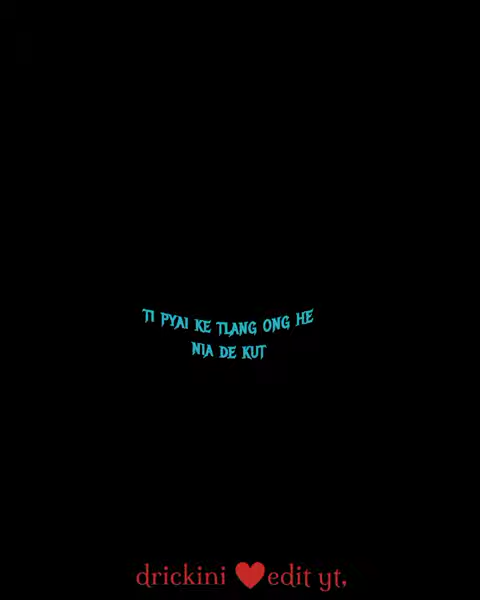 TI PYAI KE TLANG ONG HE
NIA DE KUT
drickini ❤️edit yt,